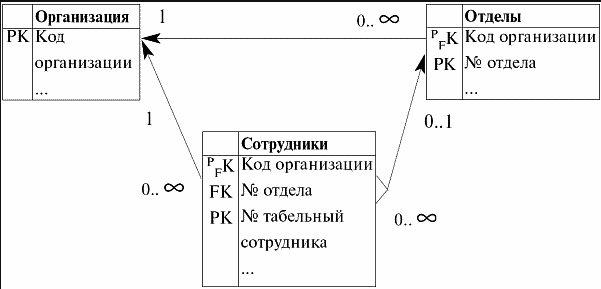 Организация
PK Код
организации
...
1
0.. ∞
Отделы
PFK Код организации
PK № отдела
...
1
0..1
Сотрудники
PFK Код организации
FK № отдела
PK № табельный
сотрудника
...
0.. ∞
0.. ∞